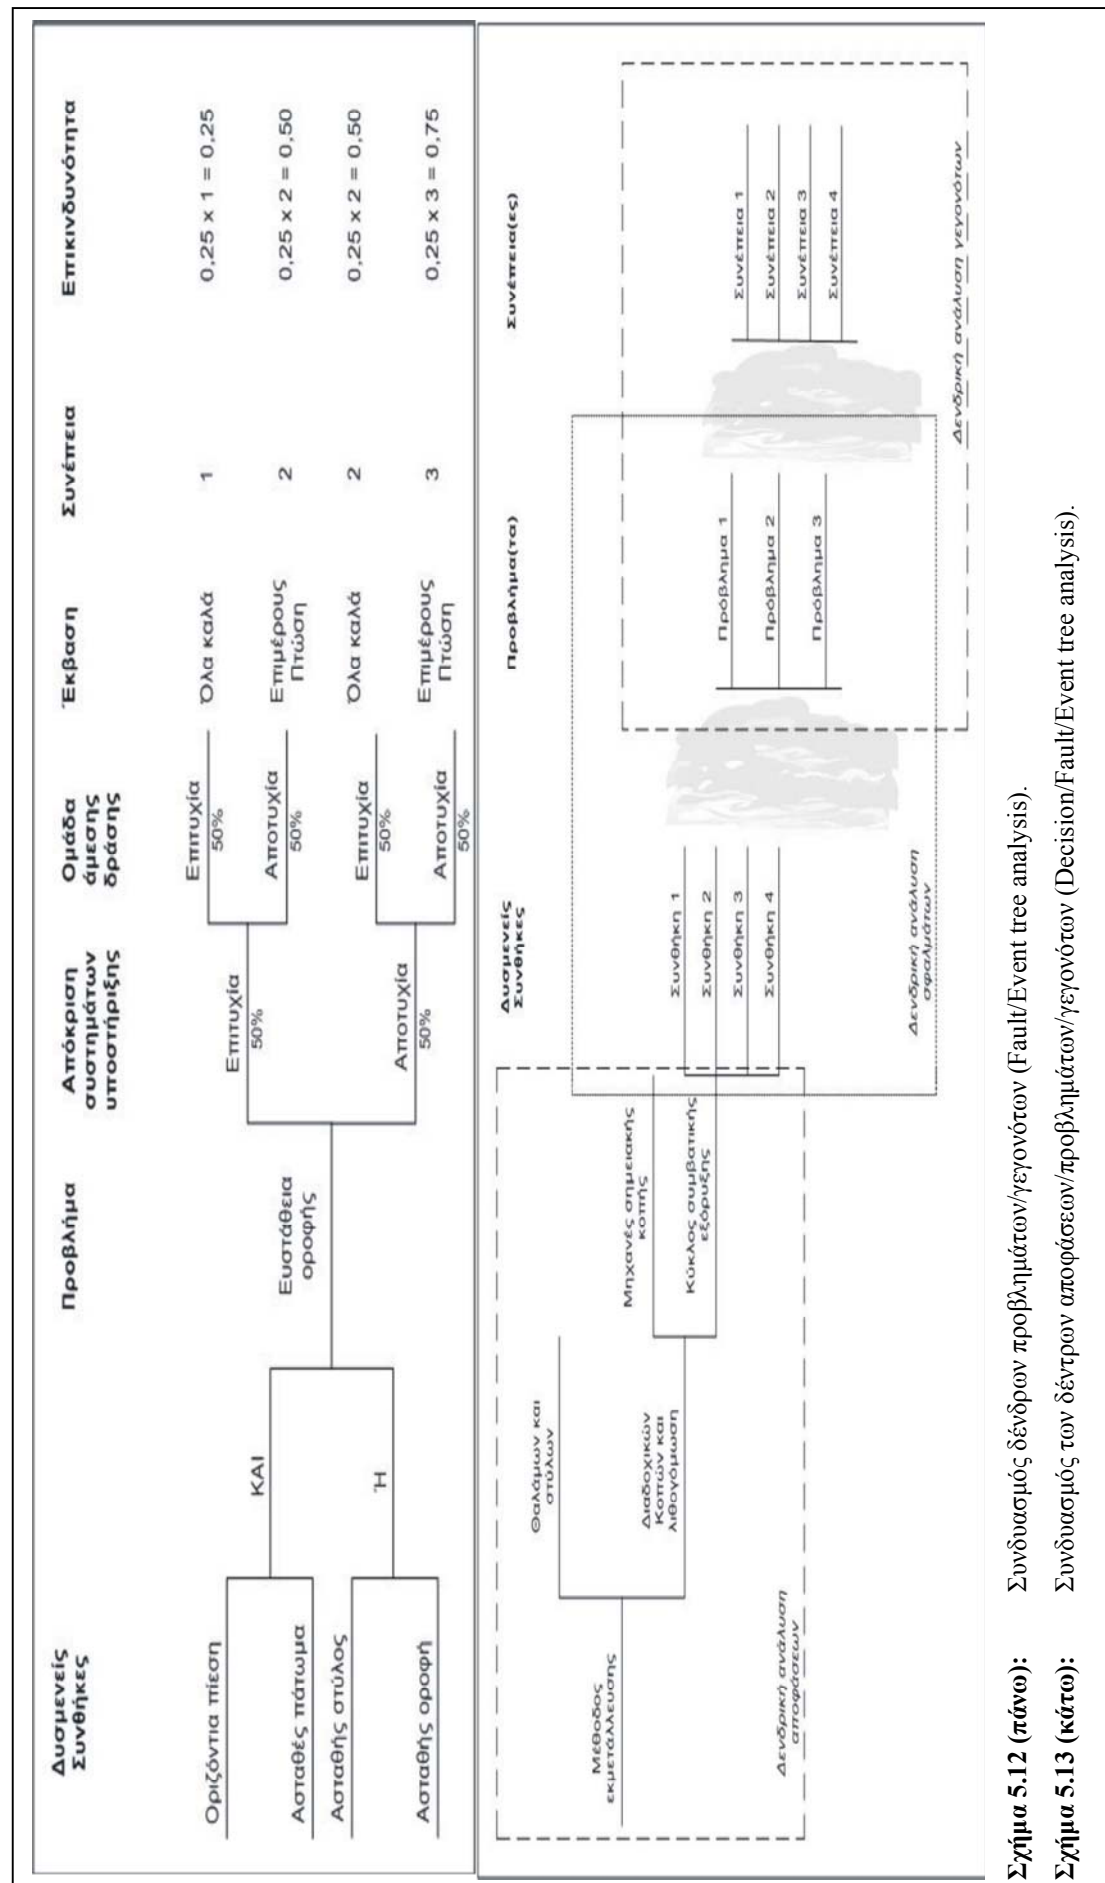 Δυσμενείς
Συνθήκες
Πρόβλήμα
Απόκριση
συστημάτων
υποστήριξης
Ομάδα
άμεσης
δράσης
Έκβαση
Συνέπεια
Επικινδυνότητα
Οριζόντια πίεση
Ασταθές πάτωμα
Ασταθής στύλος
Ασταθής οροφή
ΚΑΙ
Ή
Ευστάθεια
οροφής
Επιτυχία
50%
Αποτυχία
50%
Επιτυχία
50%
Αποτυχία
50%
Επιτυχία
50%
Αποτυχία
50%
Όλα καλά
1
0,25 x 1 = 0,25
Επιμέρους
Πτώση
2
0,25 x 2 = 0,50
Όλα καλά
2
0,25 x 2 = 0,50
Επιμέρους
Πτώση
3
0,25 x 3 = 0,75
Δυσμενείς
Συνθήκες
Πρόβλήμα(τα)
Συνέπεια(ες)
Μέθοδος
εκμετάλλευσης
Θαλάμων και
στύλων
Διαδοχικών
Κοπών και
λιθογόμωση
Μηχανές σημειακής
κοπής
Κύκλος συμβατικής
εξόρυξης
Συνθήκη 1
Συνθήκη 2
Συνθήκη 3
Συνθήκη 4
Πρόβλημα 1
Πρόβλημα 2
Πρόβλημα 3
Συνέπεια 1
Συνέπεια 2
Συνέπεια 3
Συνέπεια 4
Δενδρική ανάλυση
αποφάσεων
Δενδρική ανάλυση
σφαλμάτων
Δενδρική ανάλυση γεγονότων
Σχήμα 5.12 (πάνω): Συνδυασμός δένδρων προβλημάτων/γεγονότων (Fault/Event tree analysis).
Σχήμα 5.13 (κάτω): Συνδυασμός των δέντρων αποφάσεων/προβλημάτων/γεγονότων (Decision/Fault/Event tree analysis).